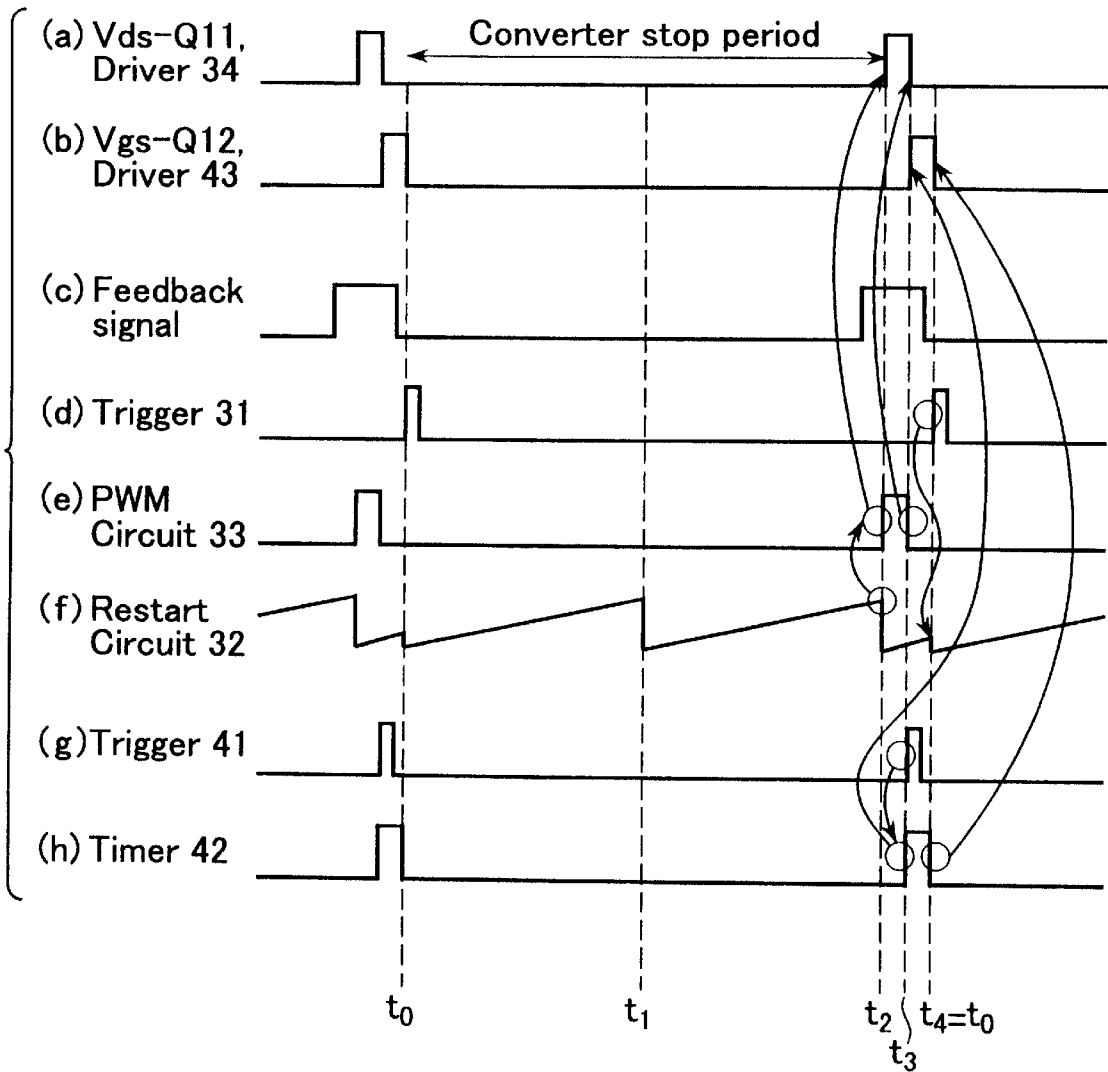 (a) Vds-Q11,
Driver 34
Converter stop period
(b) Vgs-Q12,
Driver 43
(c) Feedback
signal
(d) Trigger 31
(e) PWM
Circuit 33
(f) Restart
Circuit 32
(g) Trigger 41
(h) Timer 42
t0
t1
t2
t3
t4=t0